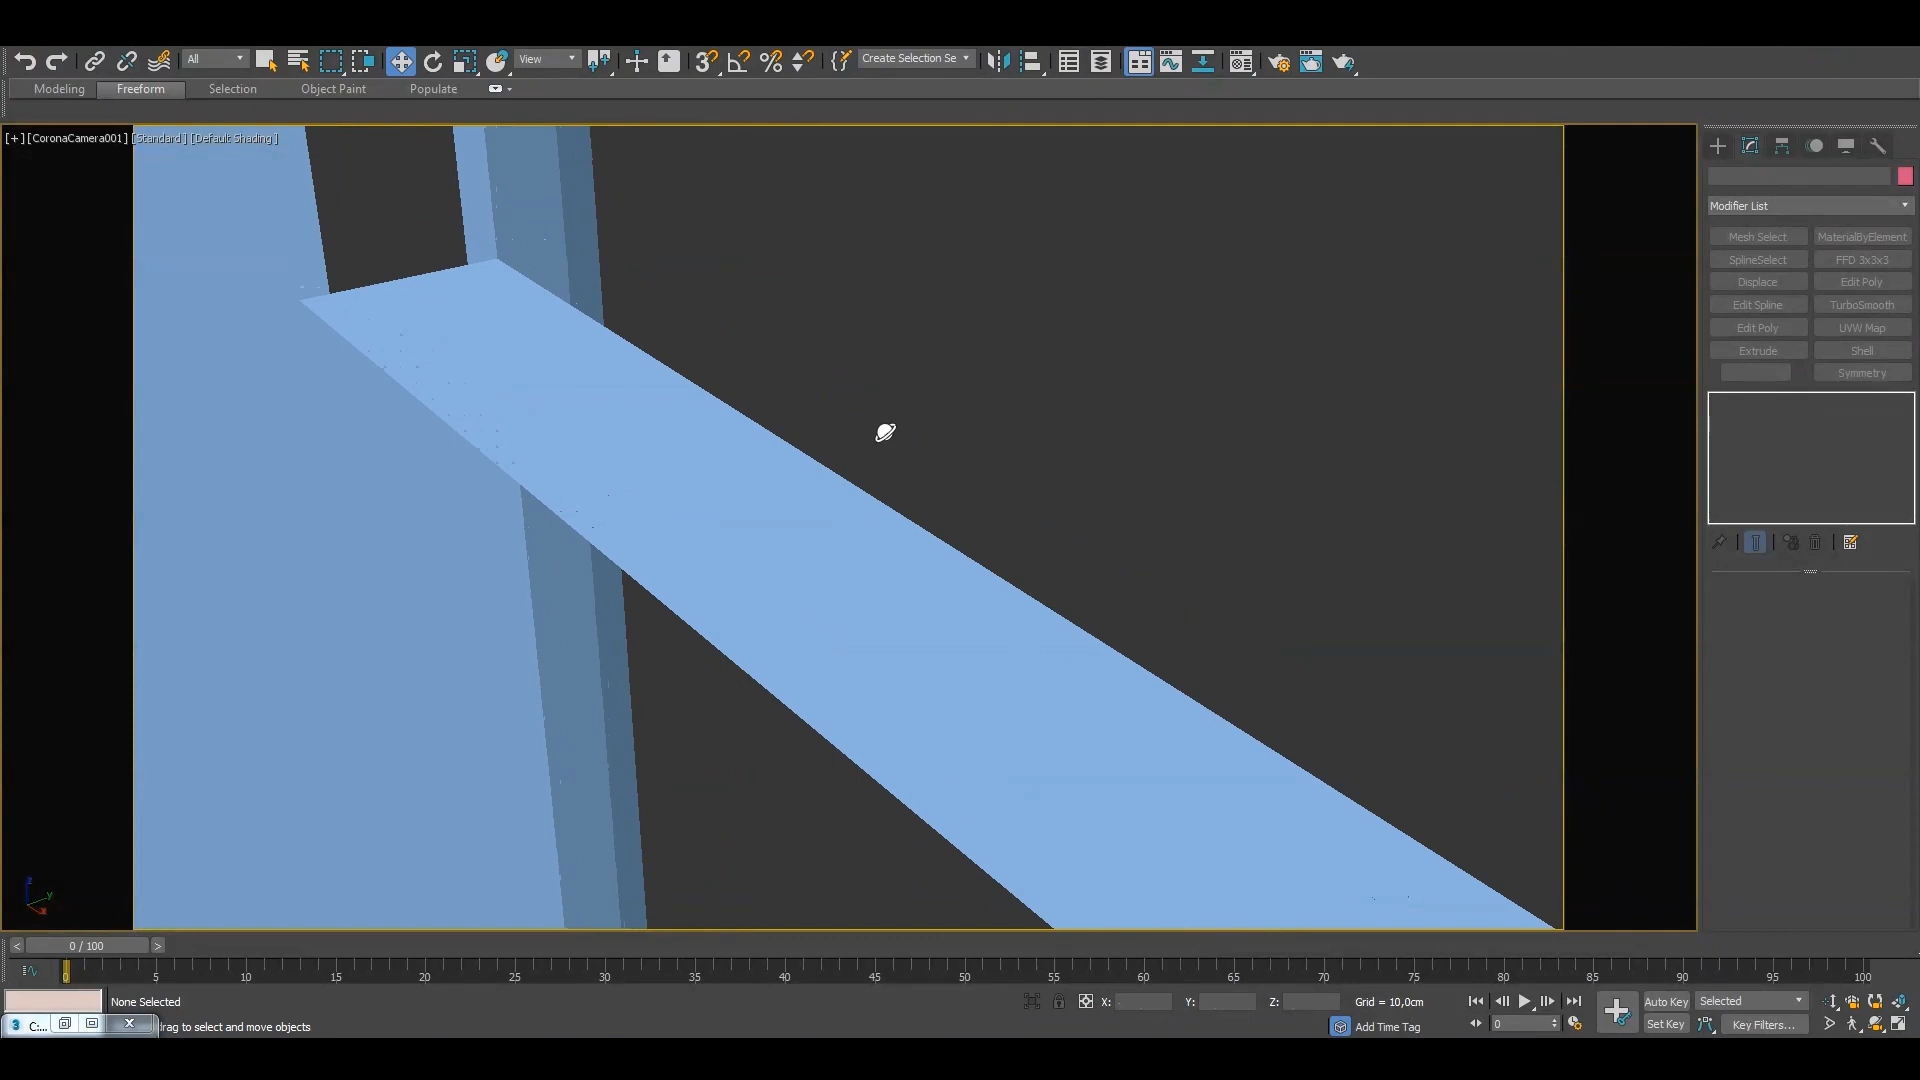 All
View
3
Create Selection Se
Modeling
Freeform
Selection
Object Paint
Populate
[+] [CoronaCamera001] [Standard] [Default Shading]
Modifier List
Mesh Select
MaterialByElement
SplineSelect
FFD 3x3x3
Displace
Edit Poly
Edit Spline
TurboSmooth
Edit Poly
UVW Map
Extrude
Shell
Symmetry
z
Y
x
<
0 / 100
>
0 5 10 15 20 25 30 35 40 45 50 55 60 65 70 75 80 85 90 95 100
None Selected
X:
Y:
Z:
Grid = 10,0cm
Auto Key
Selected
3 C:...
drag to select and move objects
Add Time Tag
0
Set Key
Key Filters...